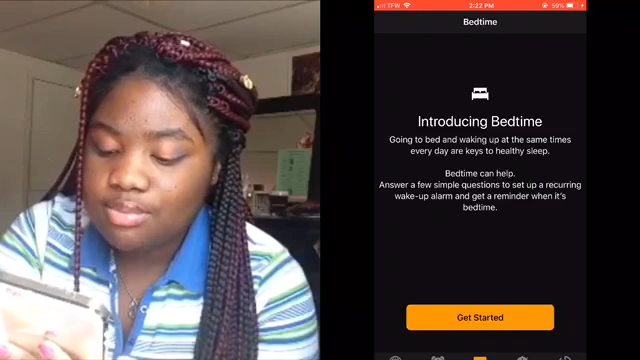 TFW 2:22 PM 59%
Bedtime
Introducing Bedtime
Going to bed and waking up at the same times
every day are keys to healthy sleep.
Bedtime can help.
Answer a few simple questions to set up a recurring
wake-up alarm and get a reminder when it's
bedtime.
Get Started